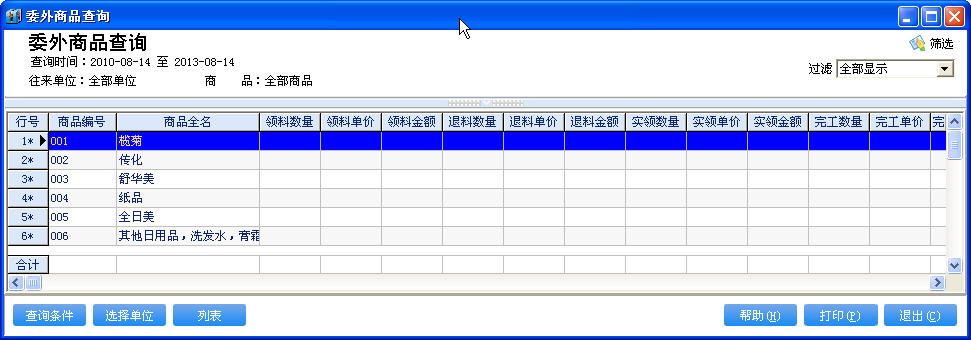 委外商品查询
委外商品查询
筛选
查询时间：2010-08-14 至 2013-08-14
过滤 全部显示
往来单位：全部单位 商 品：全部商品
行号 商品编号 商品全名 领料数量 领料单价 领料金额 退料数量 退料单价 退料金额 实领数量 实领单价 实领金额 完工数量 完工单价 完
1* 001 榄菊
2* 002 传化
3* 003 舒华美
4* 004 纸品
5* 005 全日美
6* 006 其他日用品，洗发水，膏霜
合计
查询条件 选择单位 列表 帮助(H) 打印(P) 退出(C)